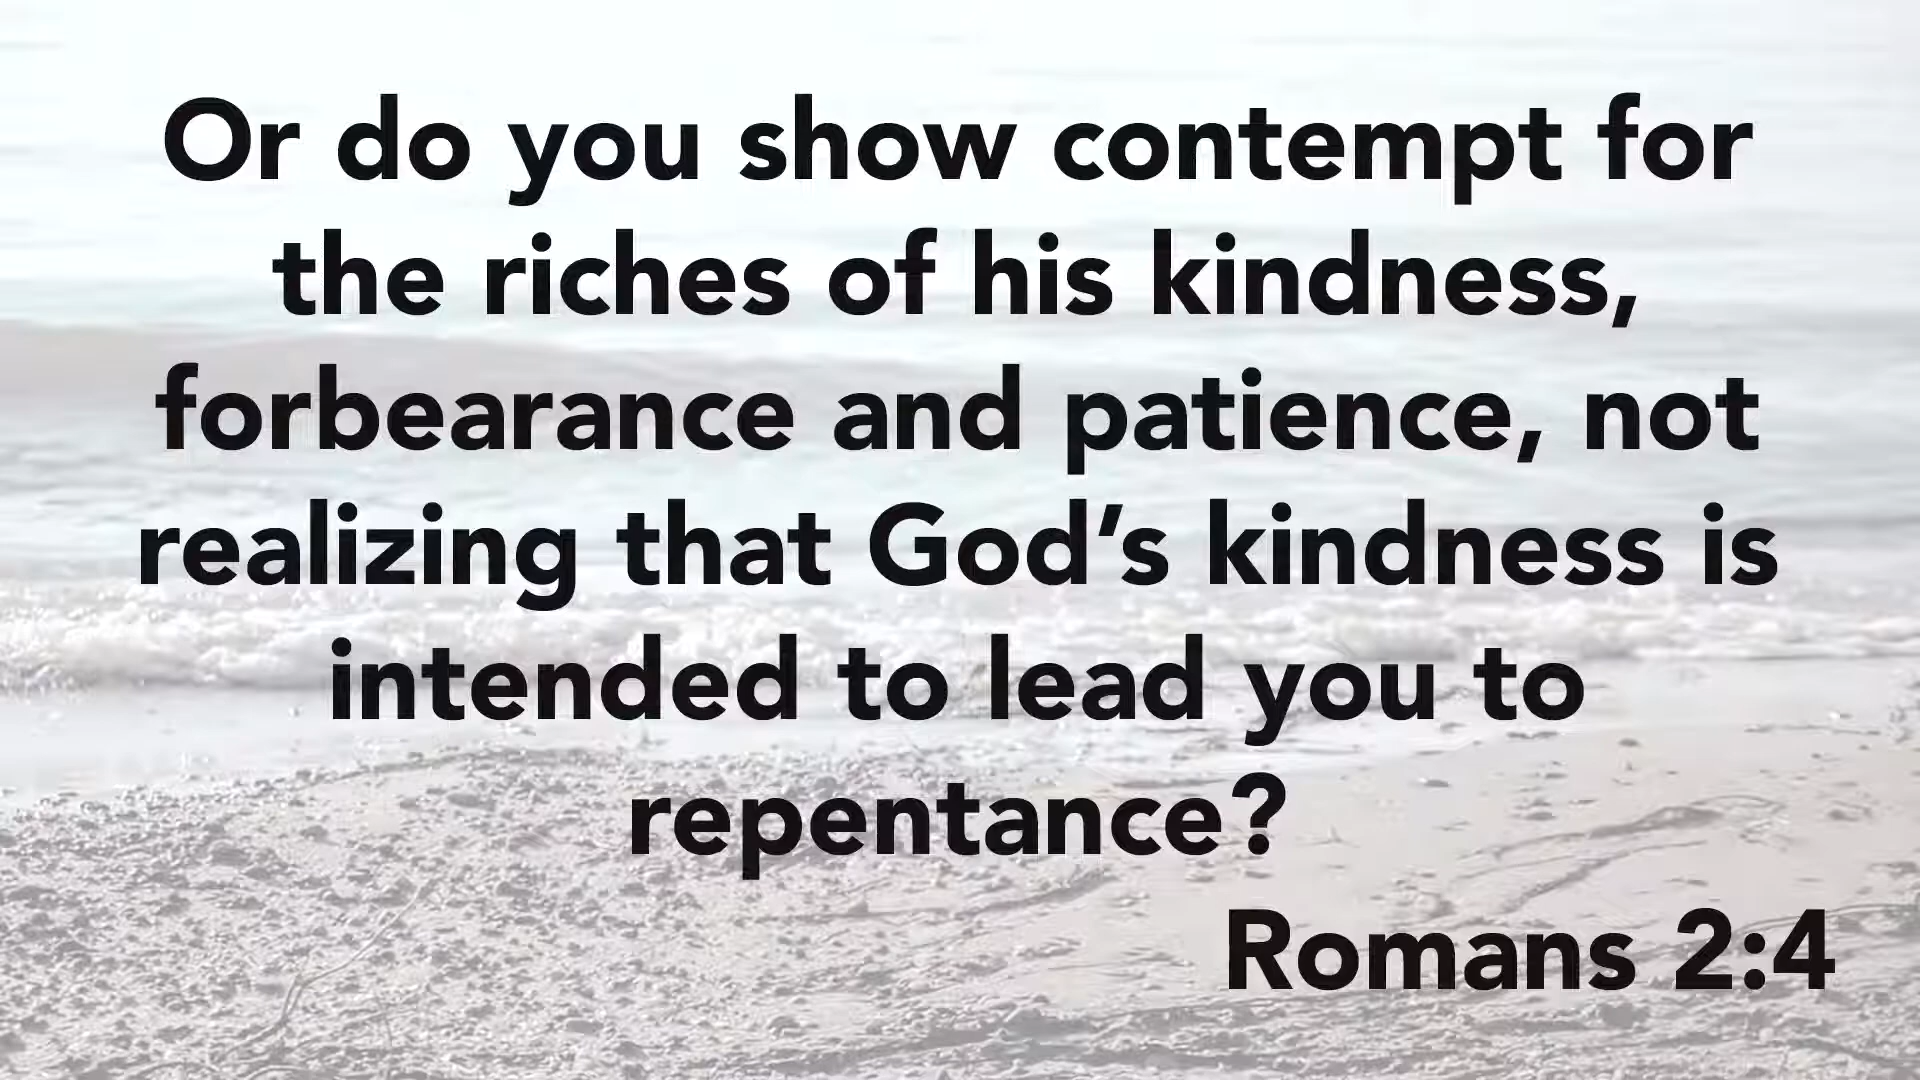 Or do you show contempt for
the riches of his kindness,
forbearance and patience, not
realizing that God’s kindness is
intended to lead you to
repentance?
Romans 2:4